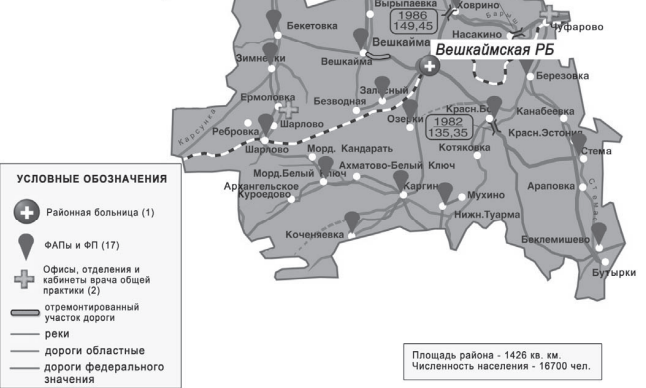 Вырыпаевка
Ховрино
Барыш
Бекетовка
1986
149,45
Насакино
Чуфарово
Вешкайма
Вешкаймская РБ
Вешкайма
Березовка
Безводная
Ермоловка
Озерки
1982
135,35
Канабеевка
Карсунка
Ребровка
Шарлово
Красн.Эстония
Шарлово
Морд. Кандарать
Котяковка
Стема
Ахматово-Белый Ключ
Морд.Белый Ключ
Архангельское
Куроедово
Каргино
Мухино
Араповка
Нижн.Туарма
Коченяевка
Беклемишево
Бутырки
УСЛОВНЫЕ ОБОЗНАЧЕНИЯ
Районная больница (1)
ФАПы и ФП (17)
Офисы, отделения и
кабинеты врача общей
практики (2)
отремонтированный
участок дороги
реки
дороги областные
дороги федерального
значения
Площадь района - 1426 кв. км.
Численность населения - 16700 чел.